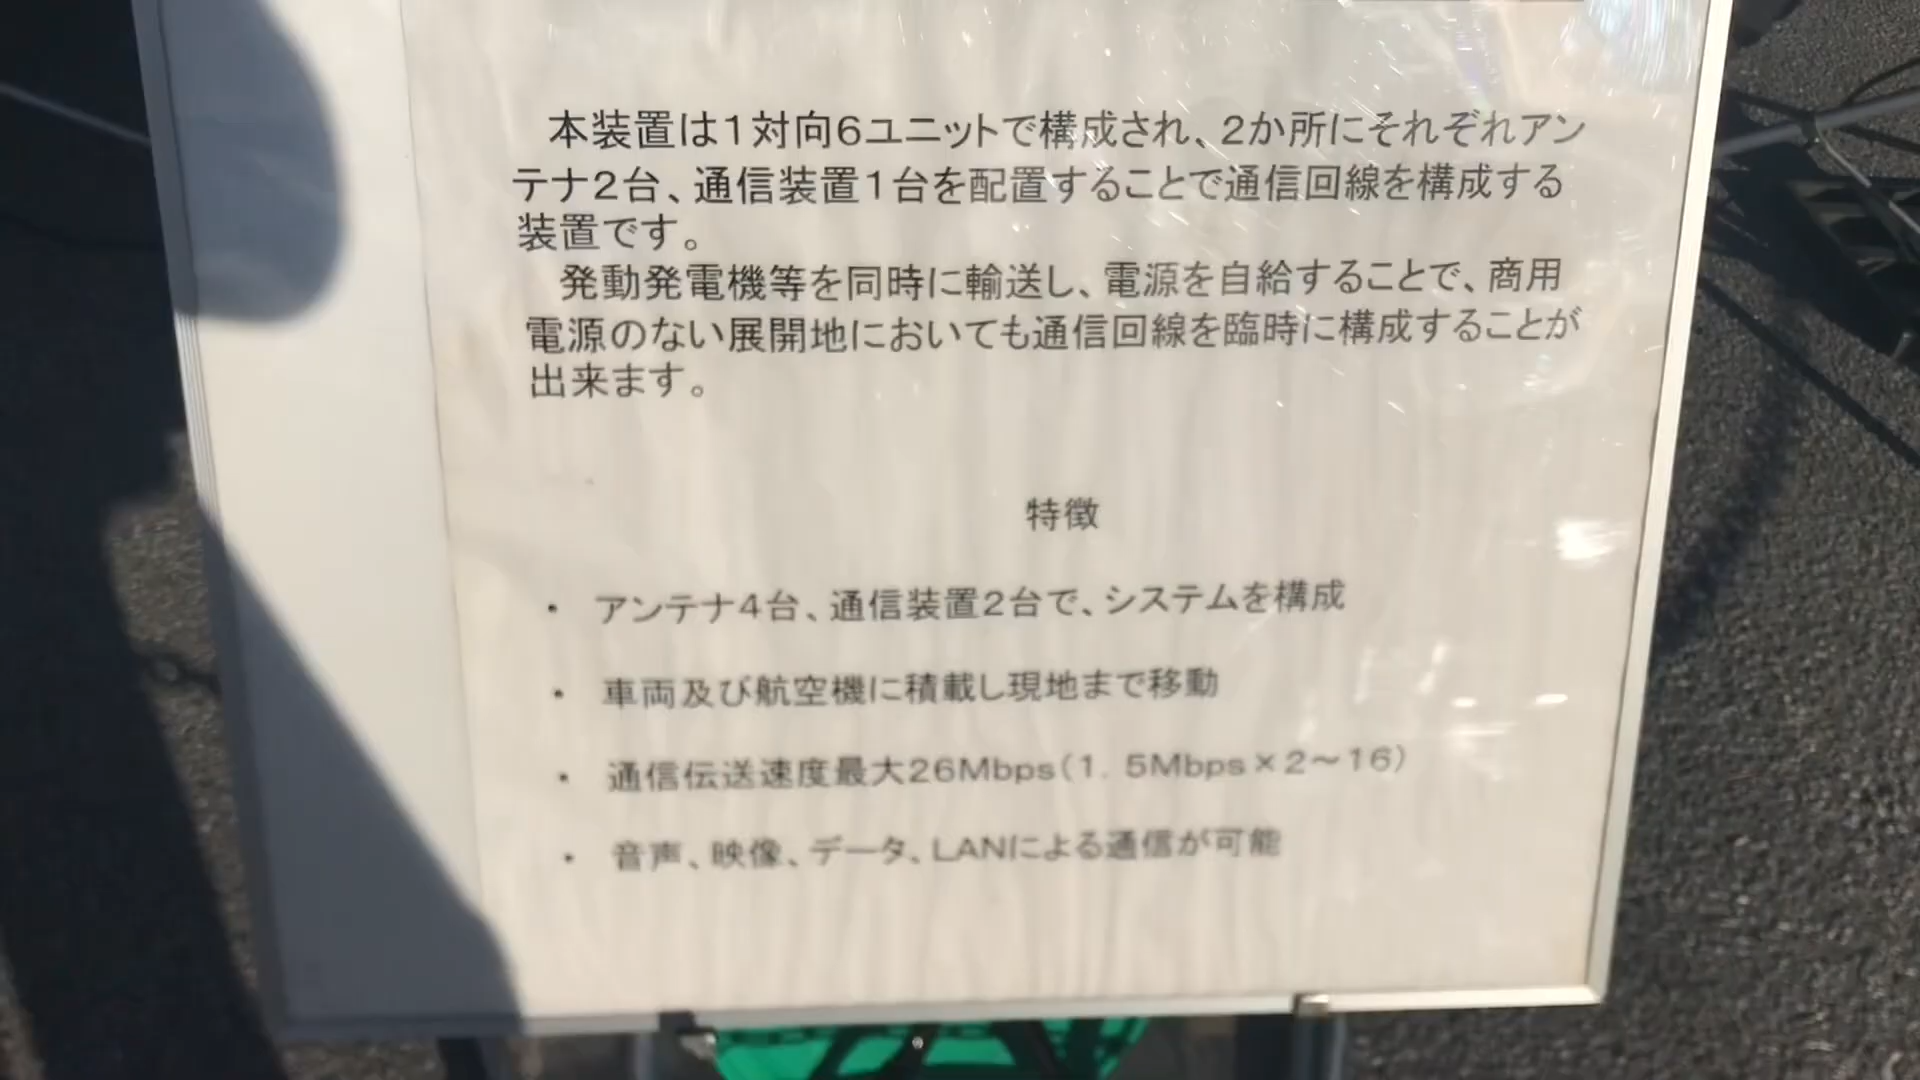 本装置は1対向6ユニットで構成され、2か所にそれぞれアン
テナ2台、通信装置1台を配置することで通信回線を構成する
装置です。
発動発電機等を同時に輸送し、電源を自給することで、商用
電源のない展開地においても通信回線を臨時に構成することが
出来ます。
特徴
・ アンテナ4台、通信装置2台で、システムを構成
・ 車両及び航空機に積載し現地まで移動
・ 通信伝送速度最大26Mbps(1.5Mbps×2～16)
・ 音声、映像、データ、LANによる通信が可能